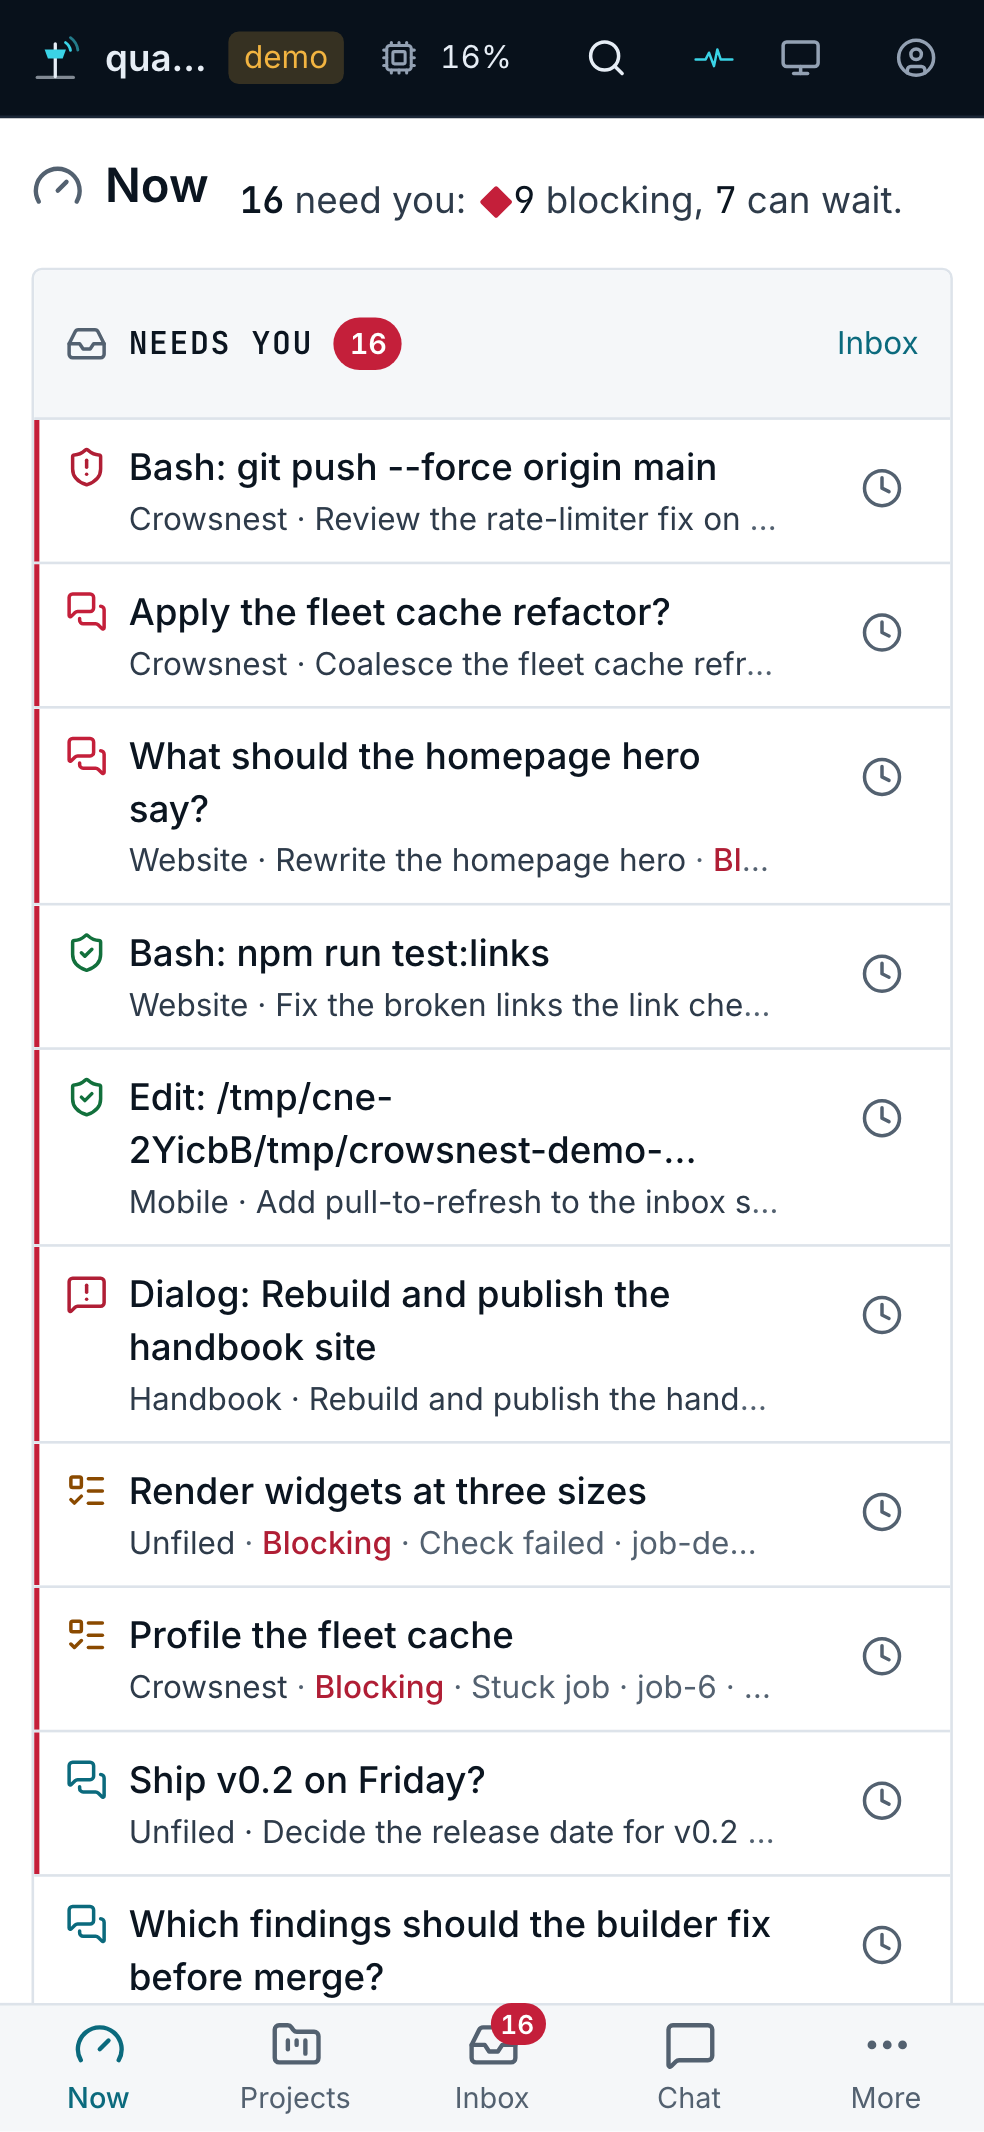 qua...
demo
16%
Now
16 need you: 9 blocking, 7 can wait.
NEEDS YOU 16
Inbox
Bash: git push --force origin main
Crowsnest · Review the rate-limiter fix on ...
Apply the fleet cache refactor?
Crowsnest · Coalesce the fleet cache refr...
What should the homepage hero
say?
Website · Rewrite the homepage hero · Bl...
Bash: npm run test:links
Website · Fix the broken links the link che...
Edit: /tmp/cne-
2YicbB/tmp/crowsnest-demo-...
Mobile · Add pull-to-refresh to the inbox s...
Dialog: Rebuild and publish the
handbook site
Handbook · Rebuild and publish the hand...
Render widgets at three sizes
Unfiled · Blocking · Check failed · job-de...
Profile the fleet cache
Crowsnest · Blocking · Stuck job · job-6 · ...
Ship v0.2 on Friday?
Unfiled · Decide the release date for v0.2 ...
Which findings should the builder fix
before merge?
16
Now
Projects
Inbox
Chat
More